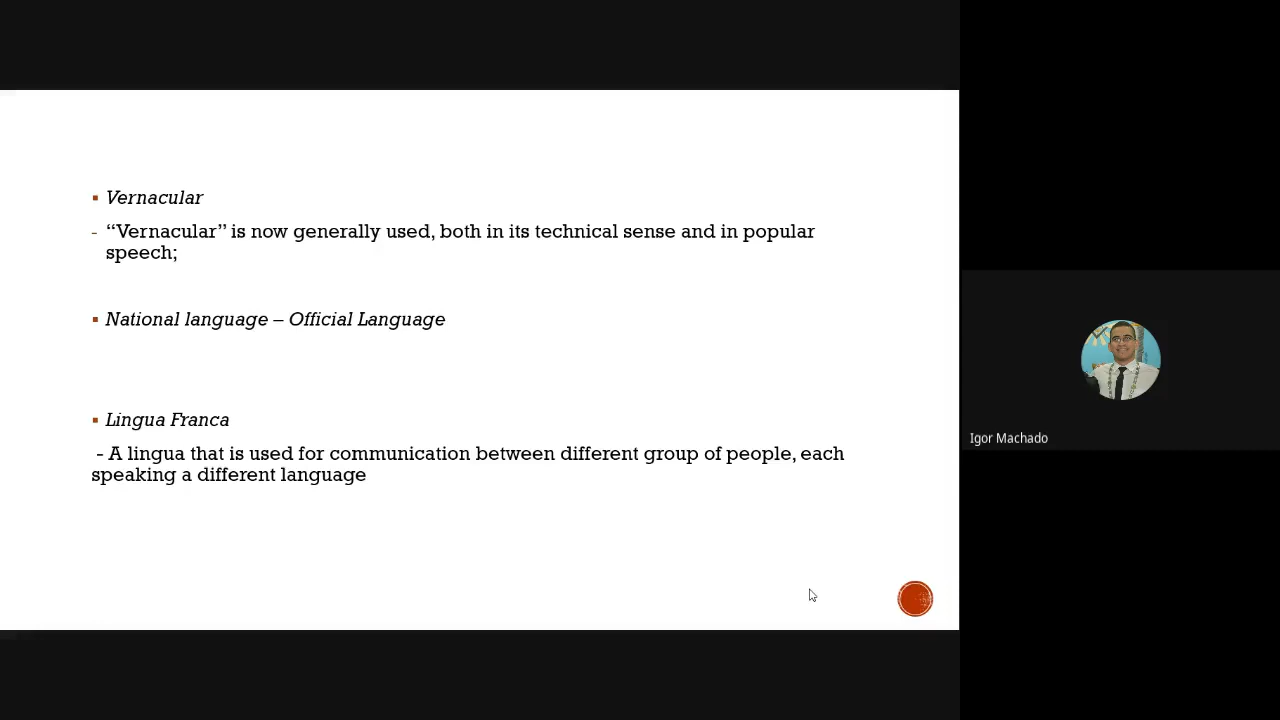 ▪ Vernacular
- “Vernacular” is now generally used, both in its technical sense and in popular
speech;
▪ National language – Official Language
▪ Lingua Franca
- A lingua that is used for communication between different group of people, each
speaking a different language
Igor Machado